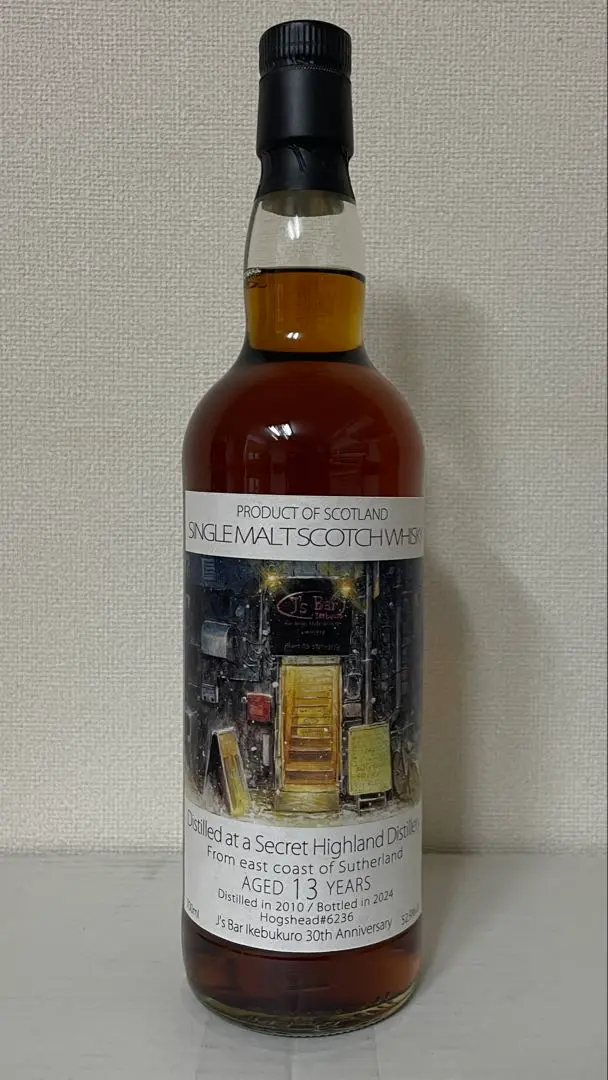 PRODUCT OF SCOTLAND
SINGLE MALT SCOTCH WHISKY
J's Bar
Distilled at a Secret Highland Distillery
From east coast of Sutherland
AGED 13 YEARS
Distilled in 2010 / Bottled in 2024
Hogshead#6236
700ml J's Bar Ikebukuro 30th Anniversary